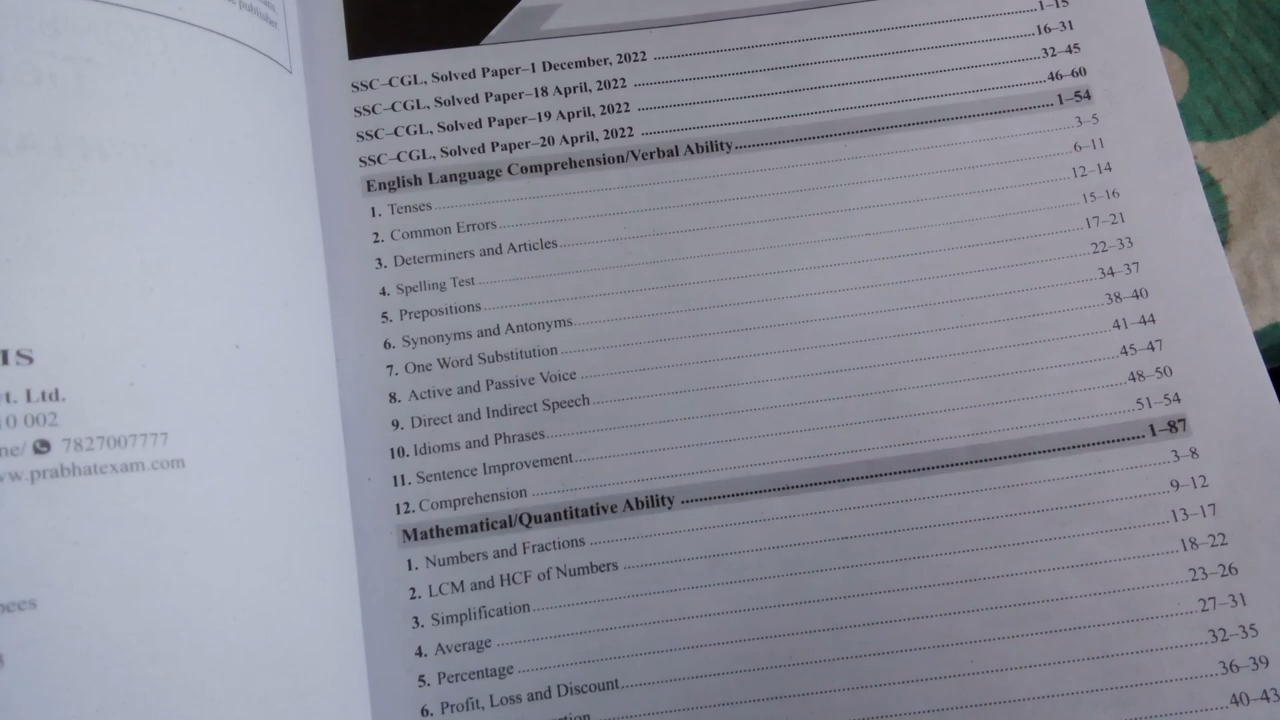 publisher
IS
t. Ltd.
10 002
ne/ 7827007777
w.prabhatexam.com
SSC–CGL, Solved Paper–1 December, 2022 ........ 1–15
SSC–CGL, Solved Paper–18 April, 2022 ........ 16–31
SSC–CGL, Solved Paper–19 April, 2022 ........ 32–45
SSC–CGL, Solved Paper–20 April, 2022 ........ 46–60
English Language Comprehension/Verbal Ability ........ 1–54
1. Tenses ........ 3–5
2. Common Errors ........ 6–11
3. Determiners and Articles ........ 12–14
4. Spelling Test ........ 15–16
5. Prepositions ........ 17–21
6. Synonyms and Antonyms ........ 22–33
7. One Word Substitution ........ 34–37
8. Active and Passive Voice ........ 38–40
9. Direct and Indirect Speech ........ 41–44
10. Idioms and Phrases ........ 45–47
11. Sentence Improvement ........ 48–50
12. Comprehension ........ 51–54
Mathematical/Quantitative Ability ........ 1–87
1. Numbers and Fractions ........ 3–8
2. LCM and HCF of Numbers ........ 9–12
3. Simplification ........ 13–17
4. Average ........ 18–22
5. Percentage ........ 23–26
6. Profit, Loss and Discount ........ 27–31
32–35
36–39
40–43